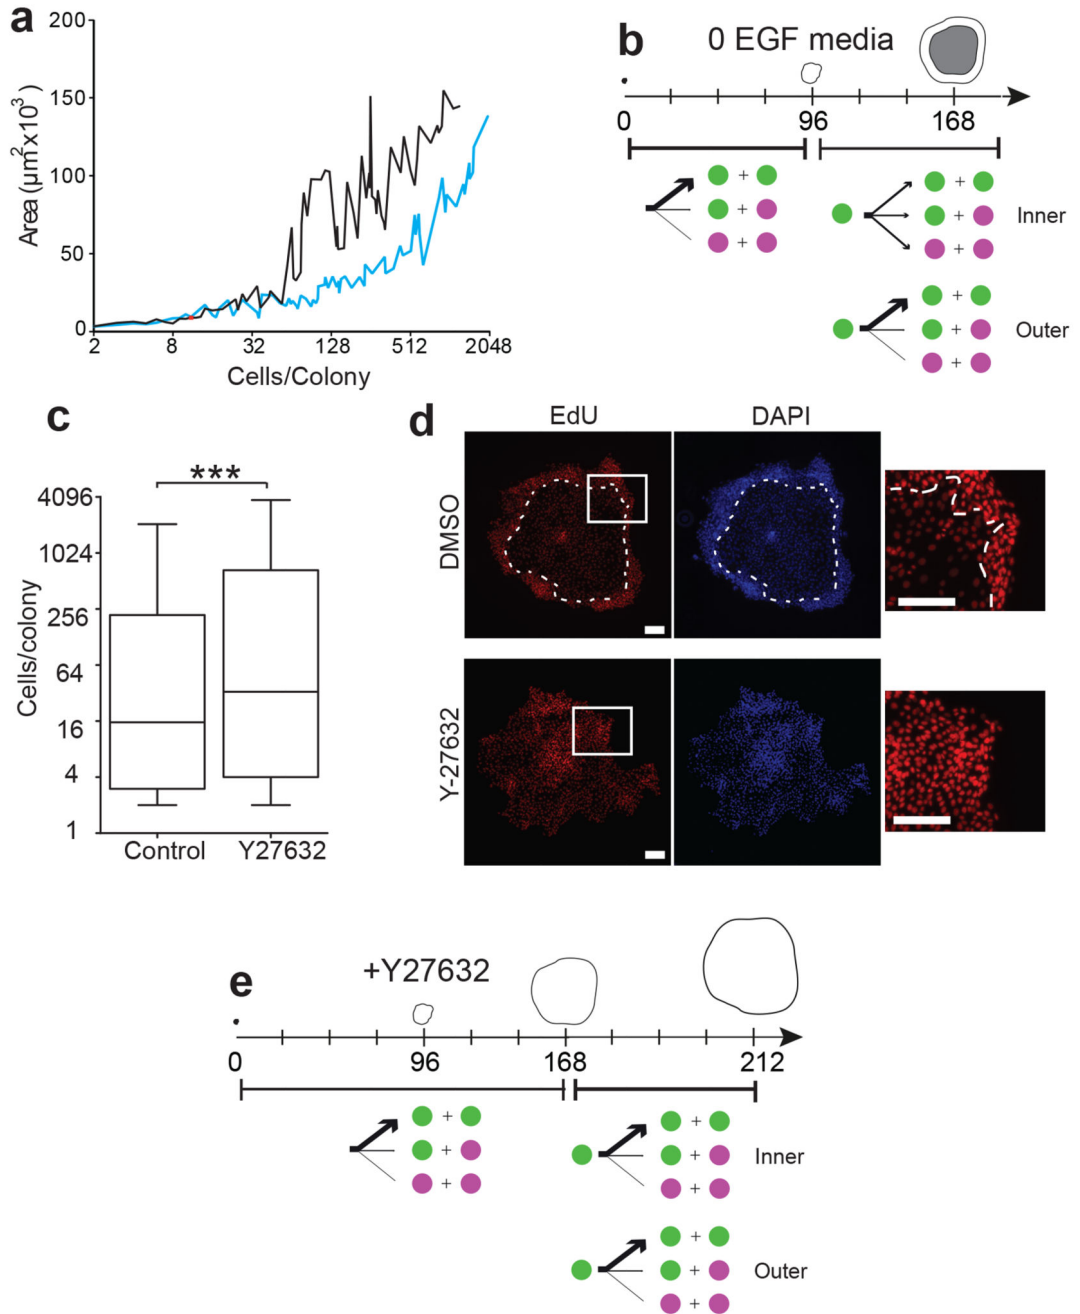 a
200
150
100
50
0
Area (µm²x10³)
2 8 32 128 512 2048
Cells/Colony
b
0 EGF media
0 96 168
+ +
+ + Inner
+ +
+
+ Outer
+
c
***
4096
1024
256
64
16
4
1
Cells/colony
Control Y27632
d
EdU DAPI
DMSO
Y-27632
e
+Y27632
0 96 168 212
+ +
+ + Inner
+ +
+
+ Outer
+